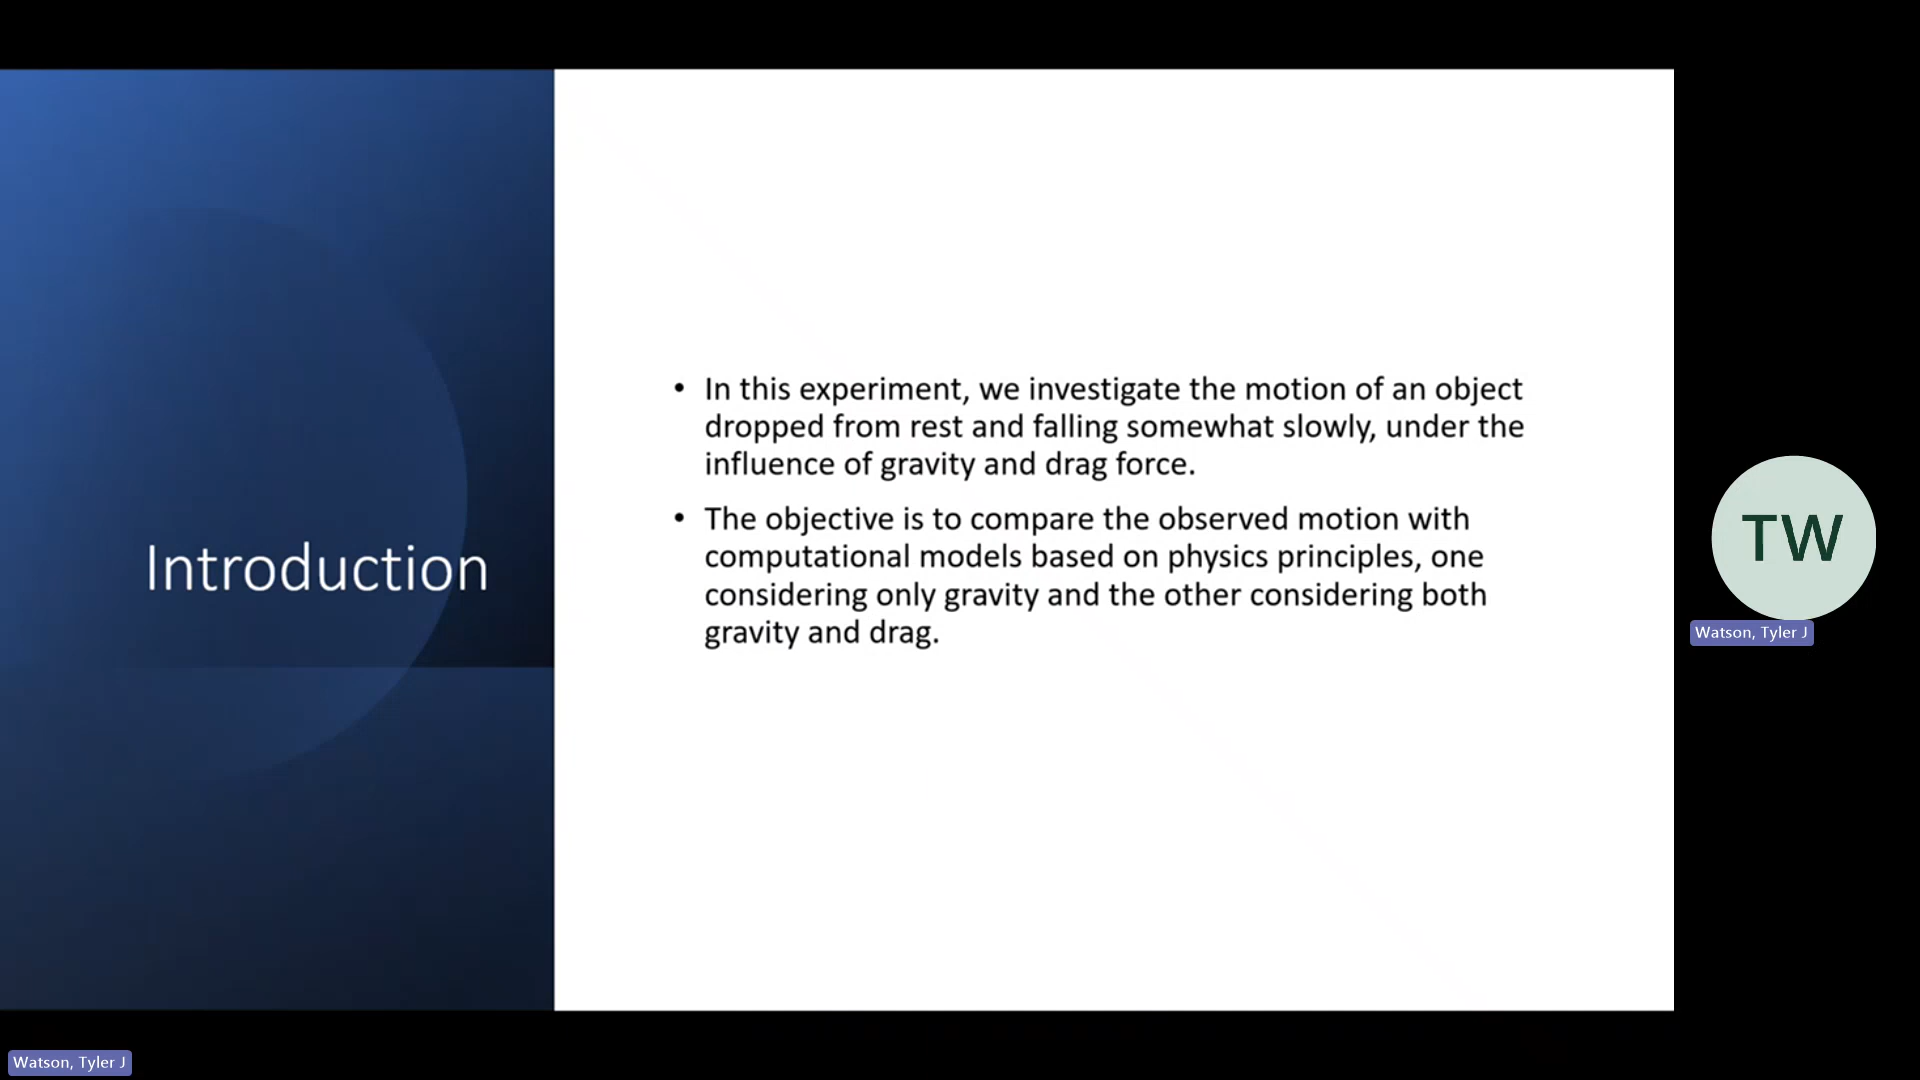 Introduction
• In this experiment, we investigate the motion of an object
dropped from rest and falling somewhat slowly, under the
influence of gravity and drag force.
• The objective is to compare the observed motion with
computational models based on physics principles, one
considering only gravity and the other considering both
gravity and drag.
TW
Watson, Tyler J
Watson, Tyler J